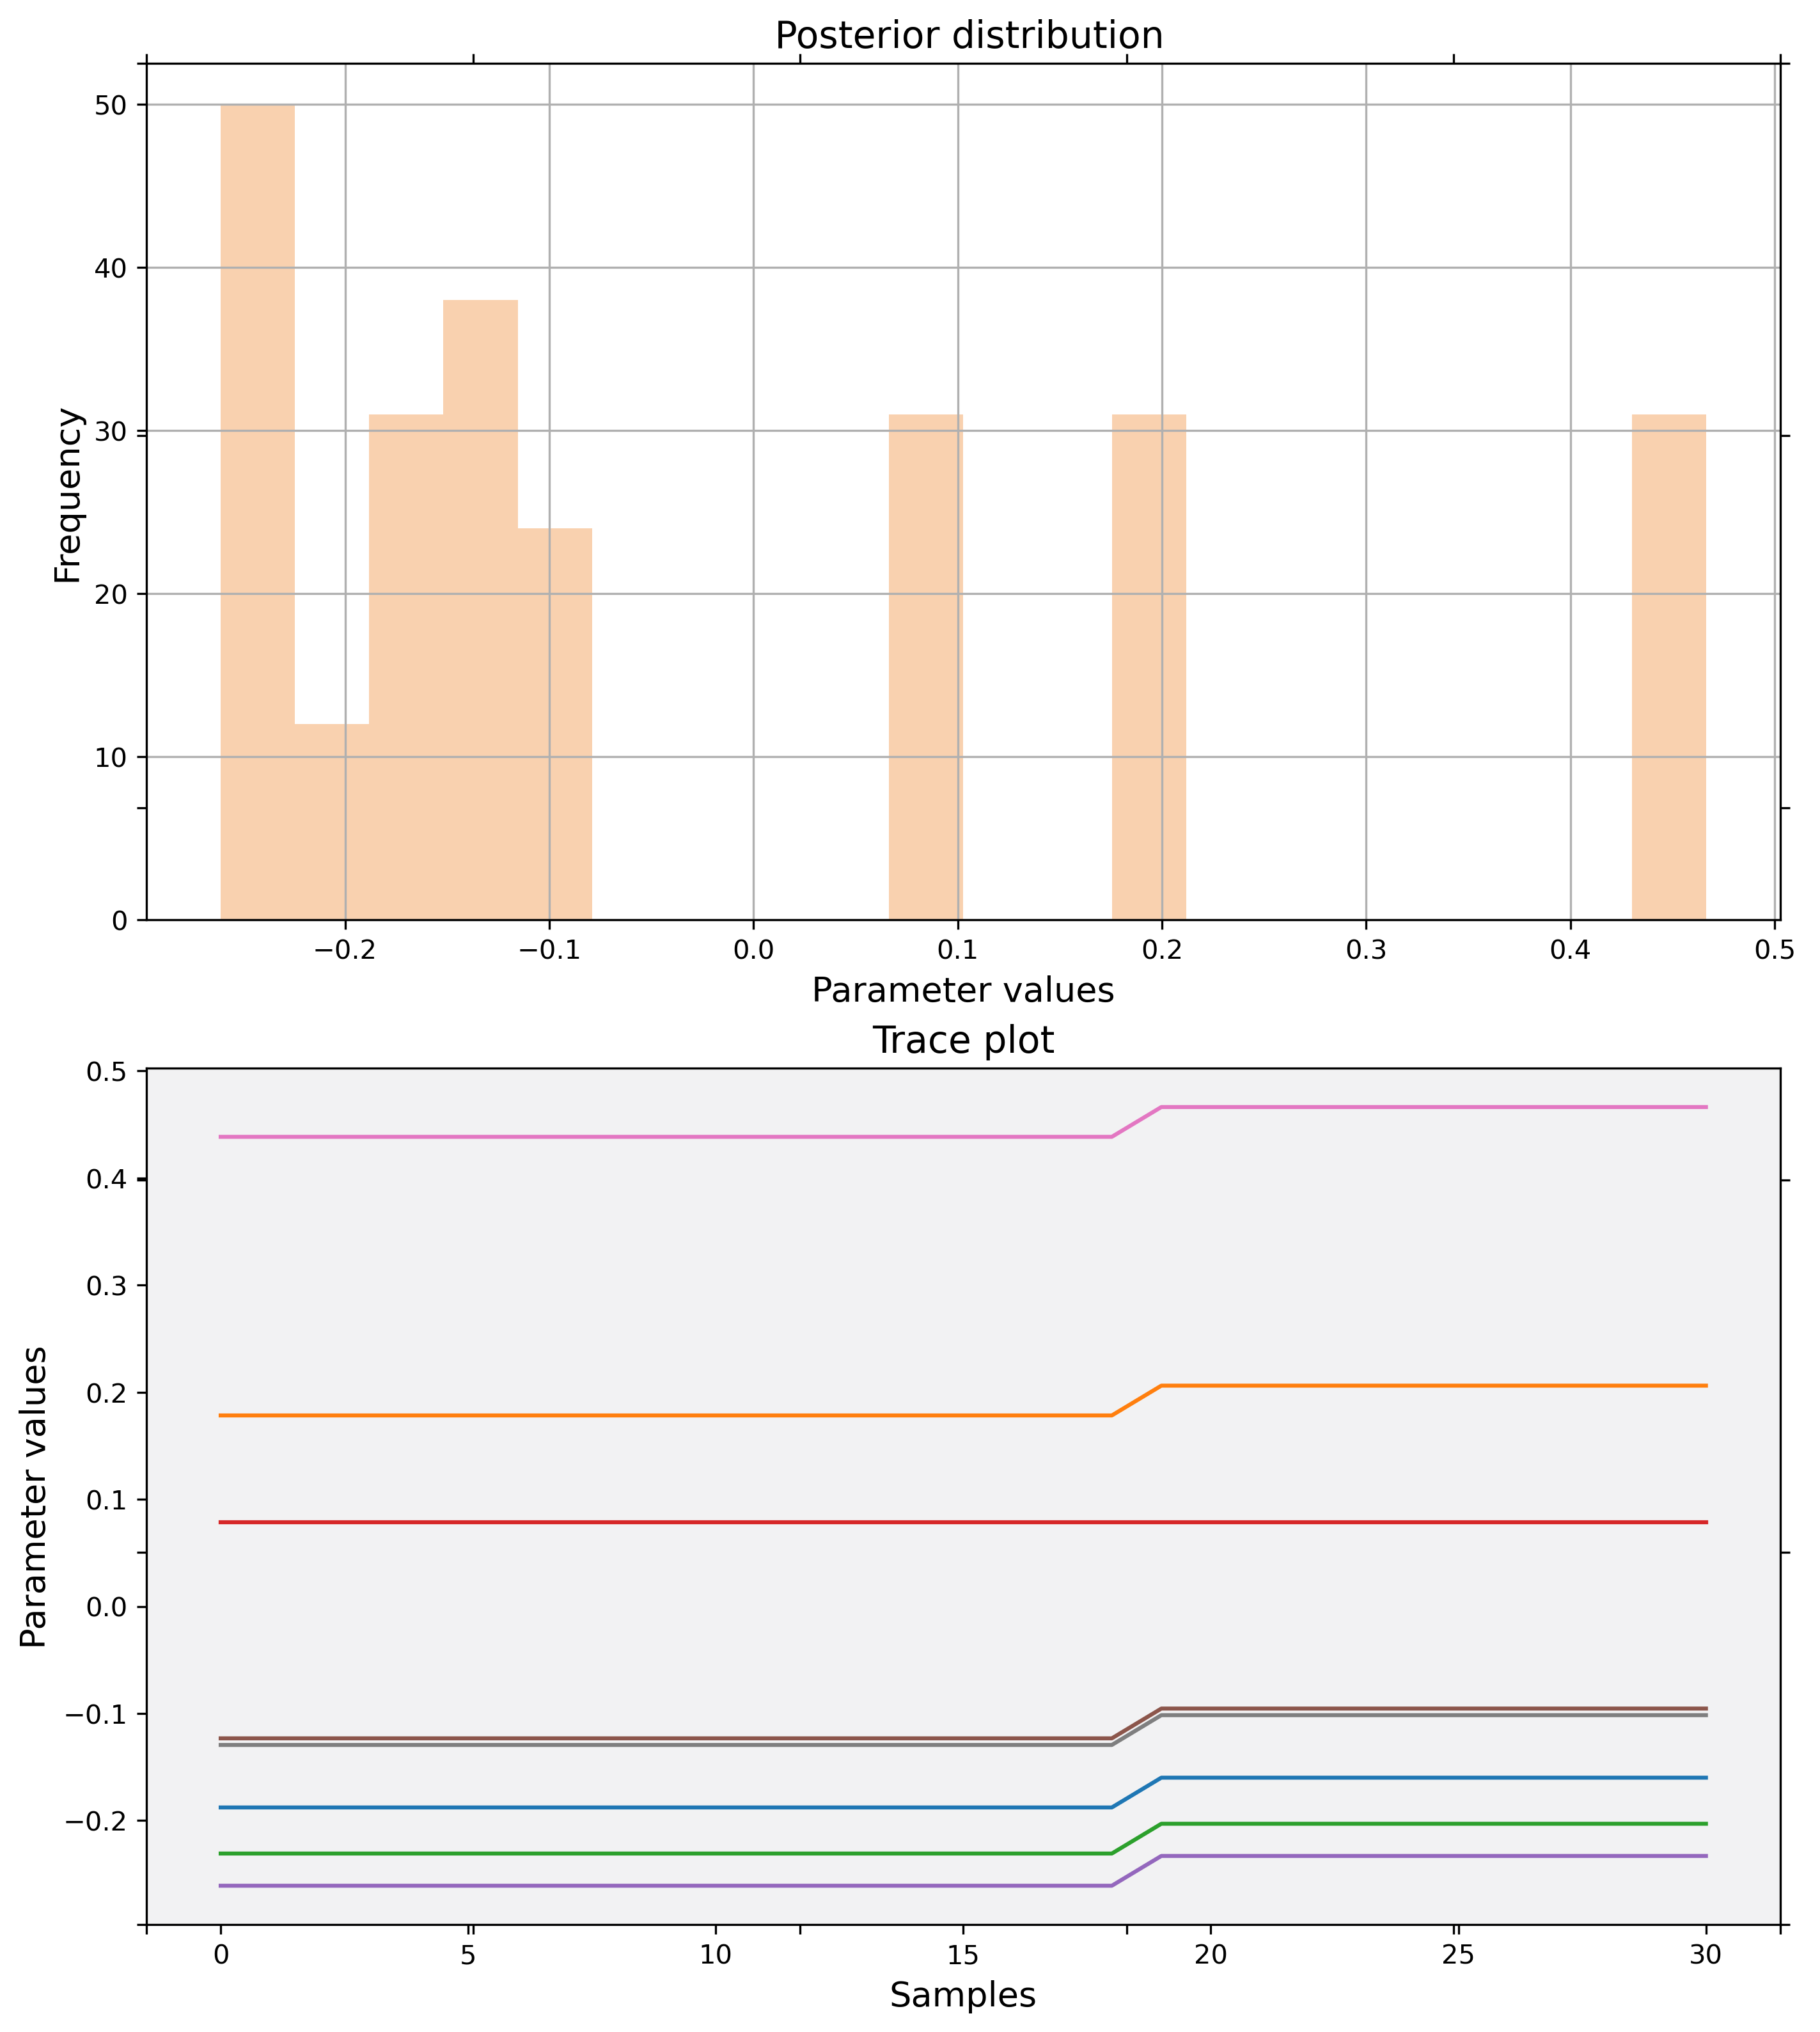 Posterior distribution
50
40
30
20
10
0
Frequency
−0.2 −0.1 0.0 0.1 0.2 0.3 0.4 0.5
Parameter values
Trace plot
0.5
0.4
0.3
0.2
0.1
0.0
−0.1
−0.2
Parameter values
0 5 10 15 20 25 30
Samples